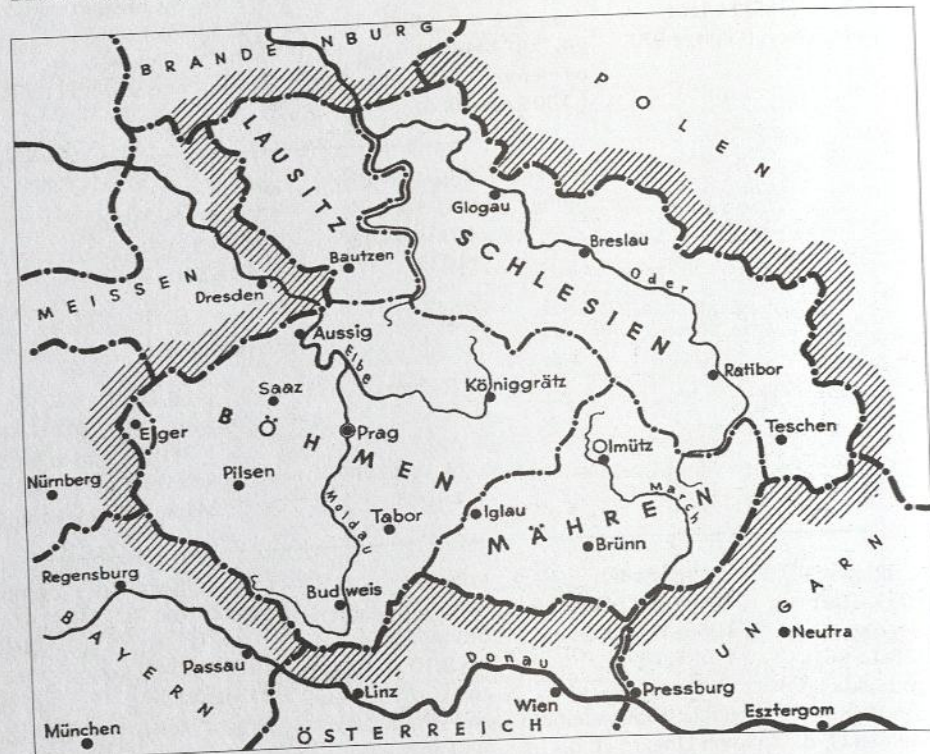 BRANDENBURG
POLEN
LAUSITZ
Glogau
SCHLESIEN
Breslau
Oder
Bautzen
MEISSEN
Dresden
Aussig
Elbe
Ratibor
Saaz
Königgrätz
BÖHMEN
Eger
Prag
Teschen
Olmütz
Nürnberg
Pilsen
Moldau
March
Tabor
Iglau
MÄHREN
Brünn
Regensburg
Budweis
UNGARN
Neutra
BAYERN
Passau
Donau
Linz
Wien
Pressburg
München
ÖSTERREICH
Esztergom